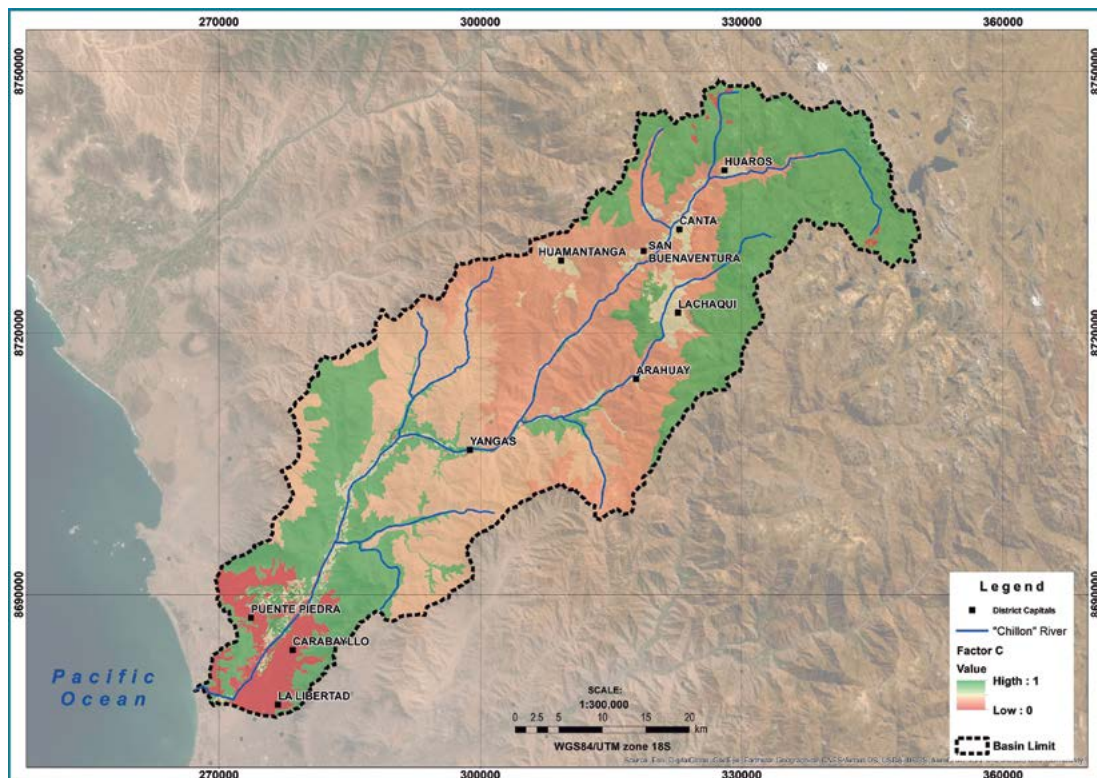 270000 300000 330000 360000
8750000 8750000
HUAROS
CANTA
SAN
BUENAVENTURA
HUAMANTANGA
LACHAQUI
8720000 8720000
ARAHUAY
YANGAS
8690000 8690000
PUENTE PIEDRA
CARABAYLLO
LA LIBERTAD
Pacific
Ocean
SCALE:
1:300,000
0 2.5 5 10 15 20
km
WGS84/UTM zone 18S
Legend
District Capitals
"Chillon" River
Factor C
Value
Higth : 1
Low : 0
Basin Limit
270000 300000 330000 360000